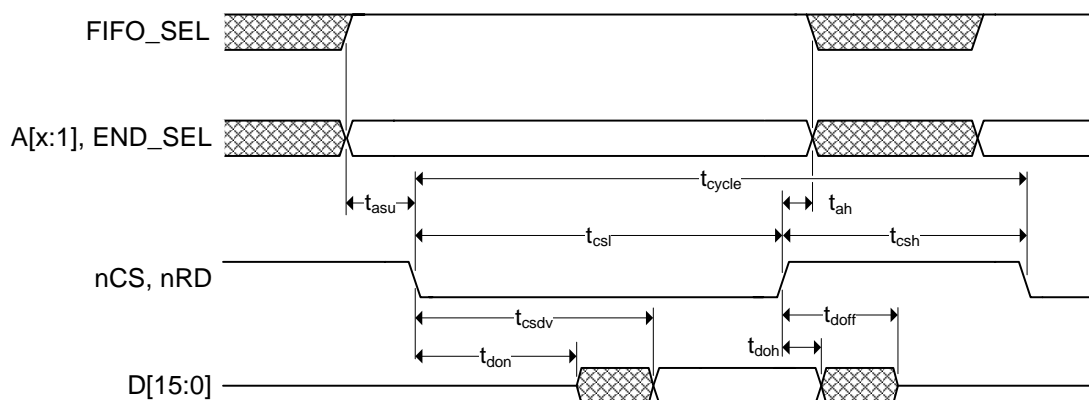 FIFO_SEL
A[x:1], END_SEL
tcycle
tasu
tah
tcsl
tcsh
nCS, nRD
tcsdv
tdoff
tdon
tdoh
D[15:0]